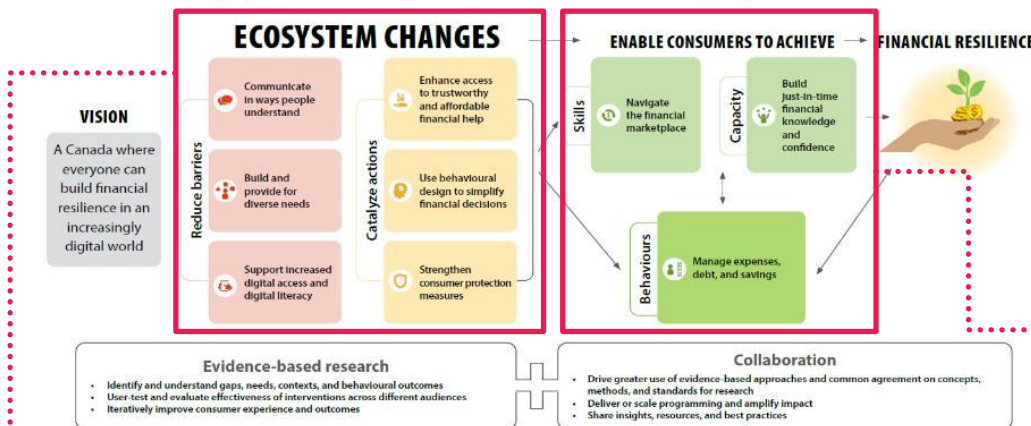 ECOSYSTEM CHANGES
ENABLE CONSUMERS TO ACHIEVE
FINANCIAL RESILIENCE
VISION
A Canada where
everyone can
build financial
resilience in an
increasingly
digital world
Reduce barriers
Communicate
in ways people
understand
Build and
provide for
diverse needs
Support increased
digital access and
digital literacy
Catalyze actions
Enhance access
to trustworthy
and affordable
financial help
Use behavioural
design to simplify
financial decisions
Strengthen
consumer protection
measures
Skills
Navigate
the financial
marketplace
Capacity
Build
just-in-time
financial
knowledge
and
confidence
Behaviours
Manage expenses,
debt, and savings
Evidence-based research
• Identify and understand gaps, needs, contexts, and behavioural outcomes
• User-test and evaluate effectiveness of interventions across different audiences
• Iteratively improve consumer experience and outcomes
Collaboration
• Drive greater use of evidence-based approaches and common agreement on concepts,
methods, and standards for research
• Deliver or scale programming and amplify impact
• Share insights, resources, and best practices